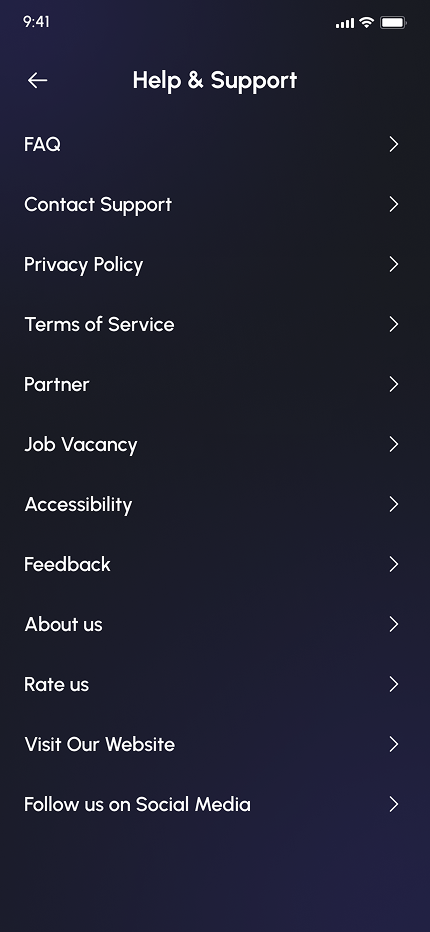 9:41
Help & Support
FAQ
Contact Support
Privacy Policy
Terms of Service
Partner
Job Vacancy
Accessibility
Feedback
About us
Rate us
Visit Our Website
Follow us on Social Media